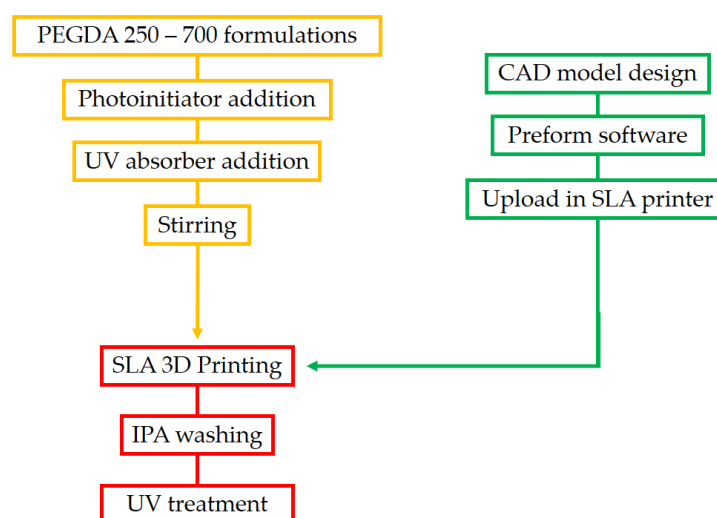 PEGDA 250 – 700 formulations
Photoinitiator addition
UV absorber addition
Stirring
CAD model design
Preform software
Upload in SLA printer
SLA 3D Printing
IPA washing
UV treatment